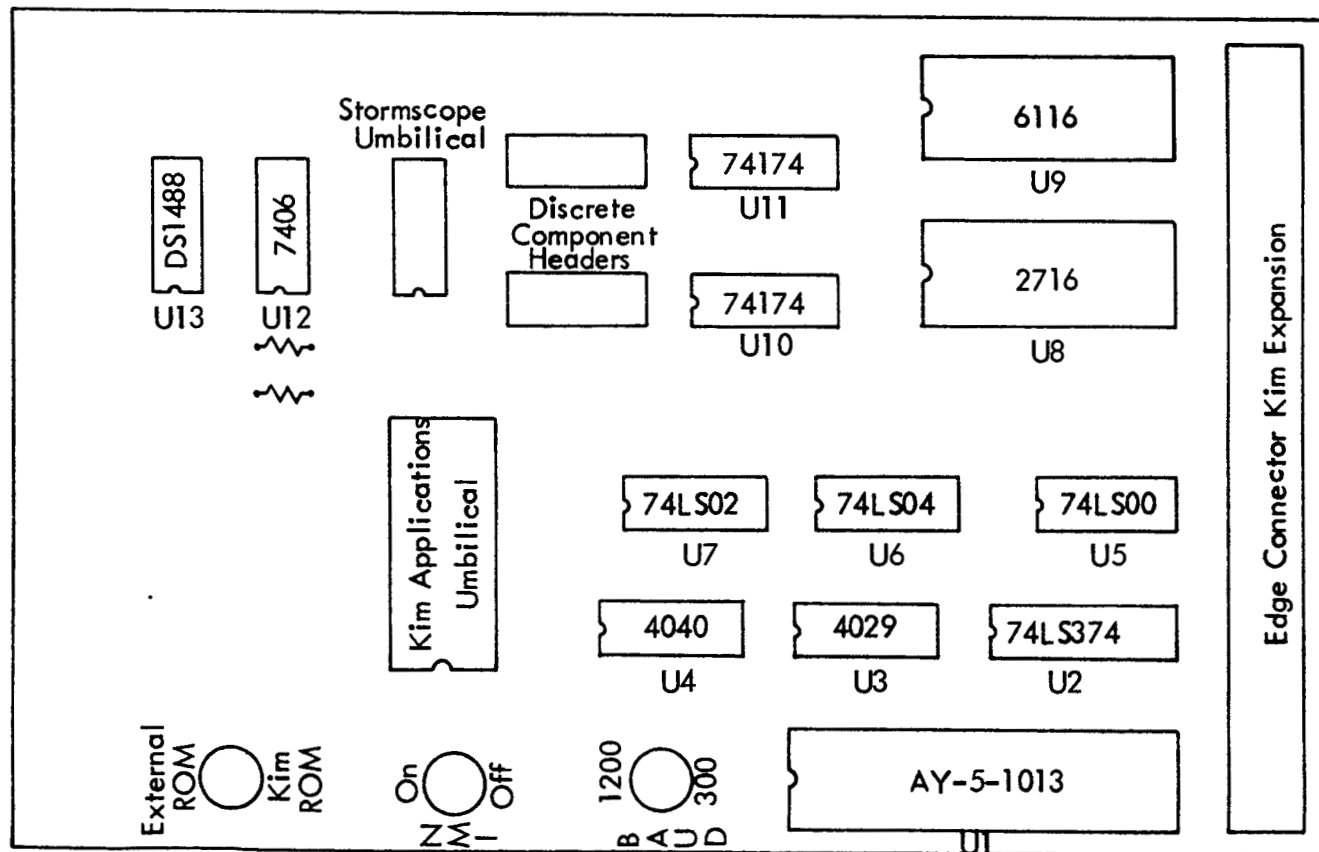 Stormscope
Umbilical
6116
U9
74174
U11
DS1488
U13
7406
U12
Discrete
Component
Headers
2716
U8
74174
U10
Edge Connector Kim Expansion
Kim Applications
Umbilical
74LS02
U7
74LS04
U6
74LS00
U5
4040
U4
4029
U3
74LS374
U2
External
ROM
Kim
ROM
On
Off
NMI
1200
300
BAUD
AY-5-1013
U1